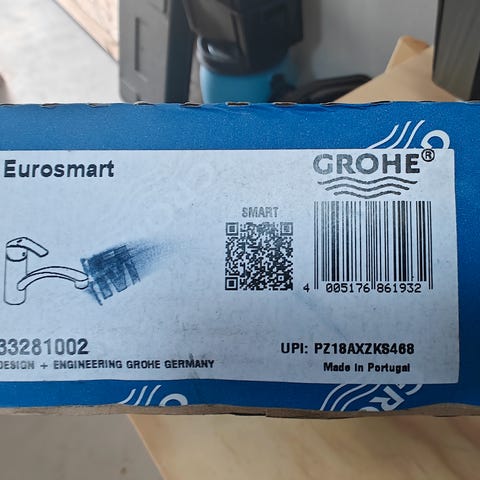 Eurosmart
GROHE®
SMART
4 005176 861932
33281002
UPI: PZ18AXZKS468
DESIGN + ENGINEERING GROHE GERMANY
Made in Portugal